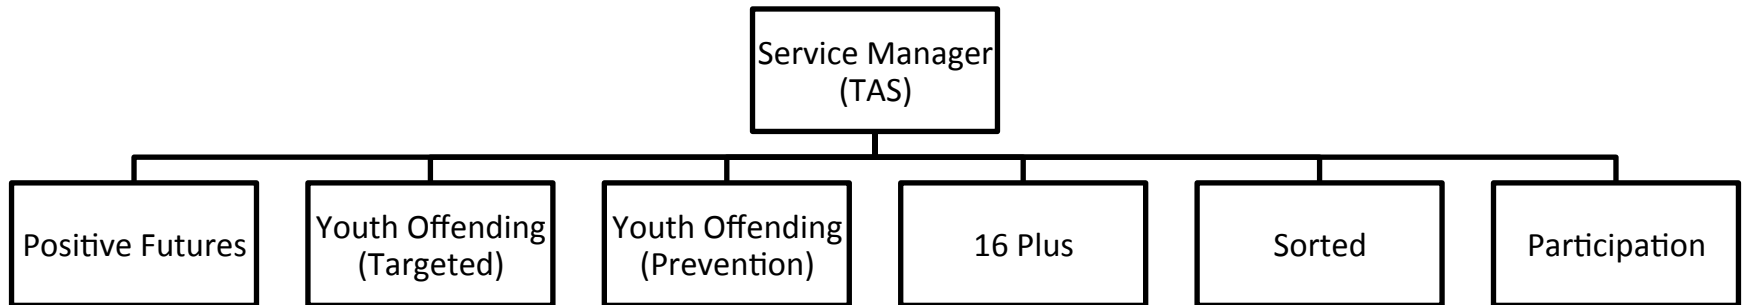 Service Manager
(TAS)
Positive Futures
Youth Offending
(Targeted)
Youth Offending
(Prevention)
16 Plus
Sorted
Participation